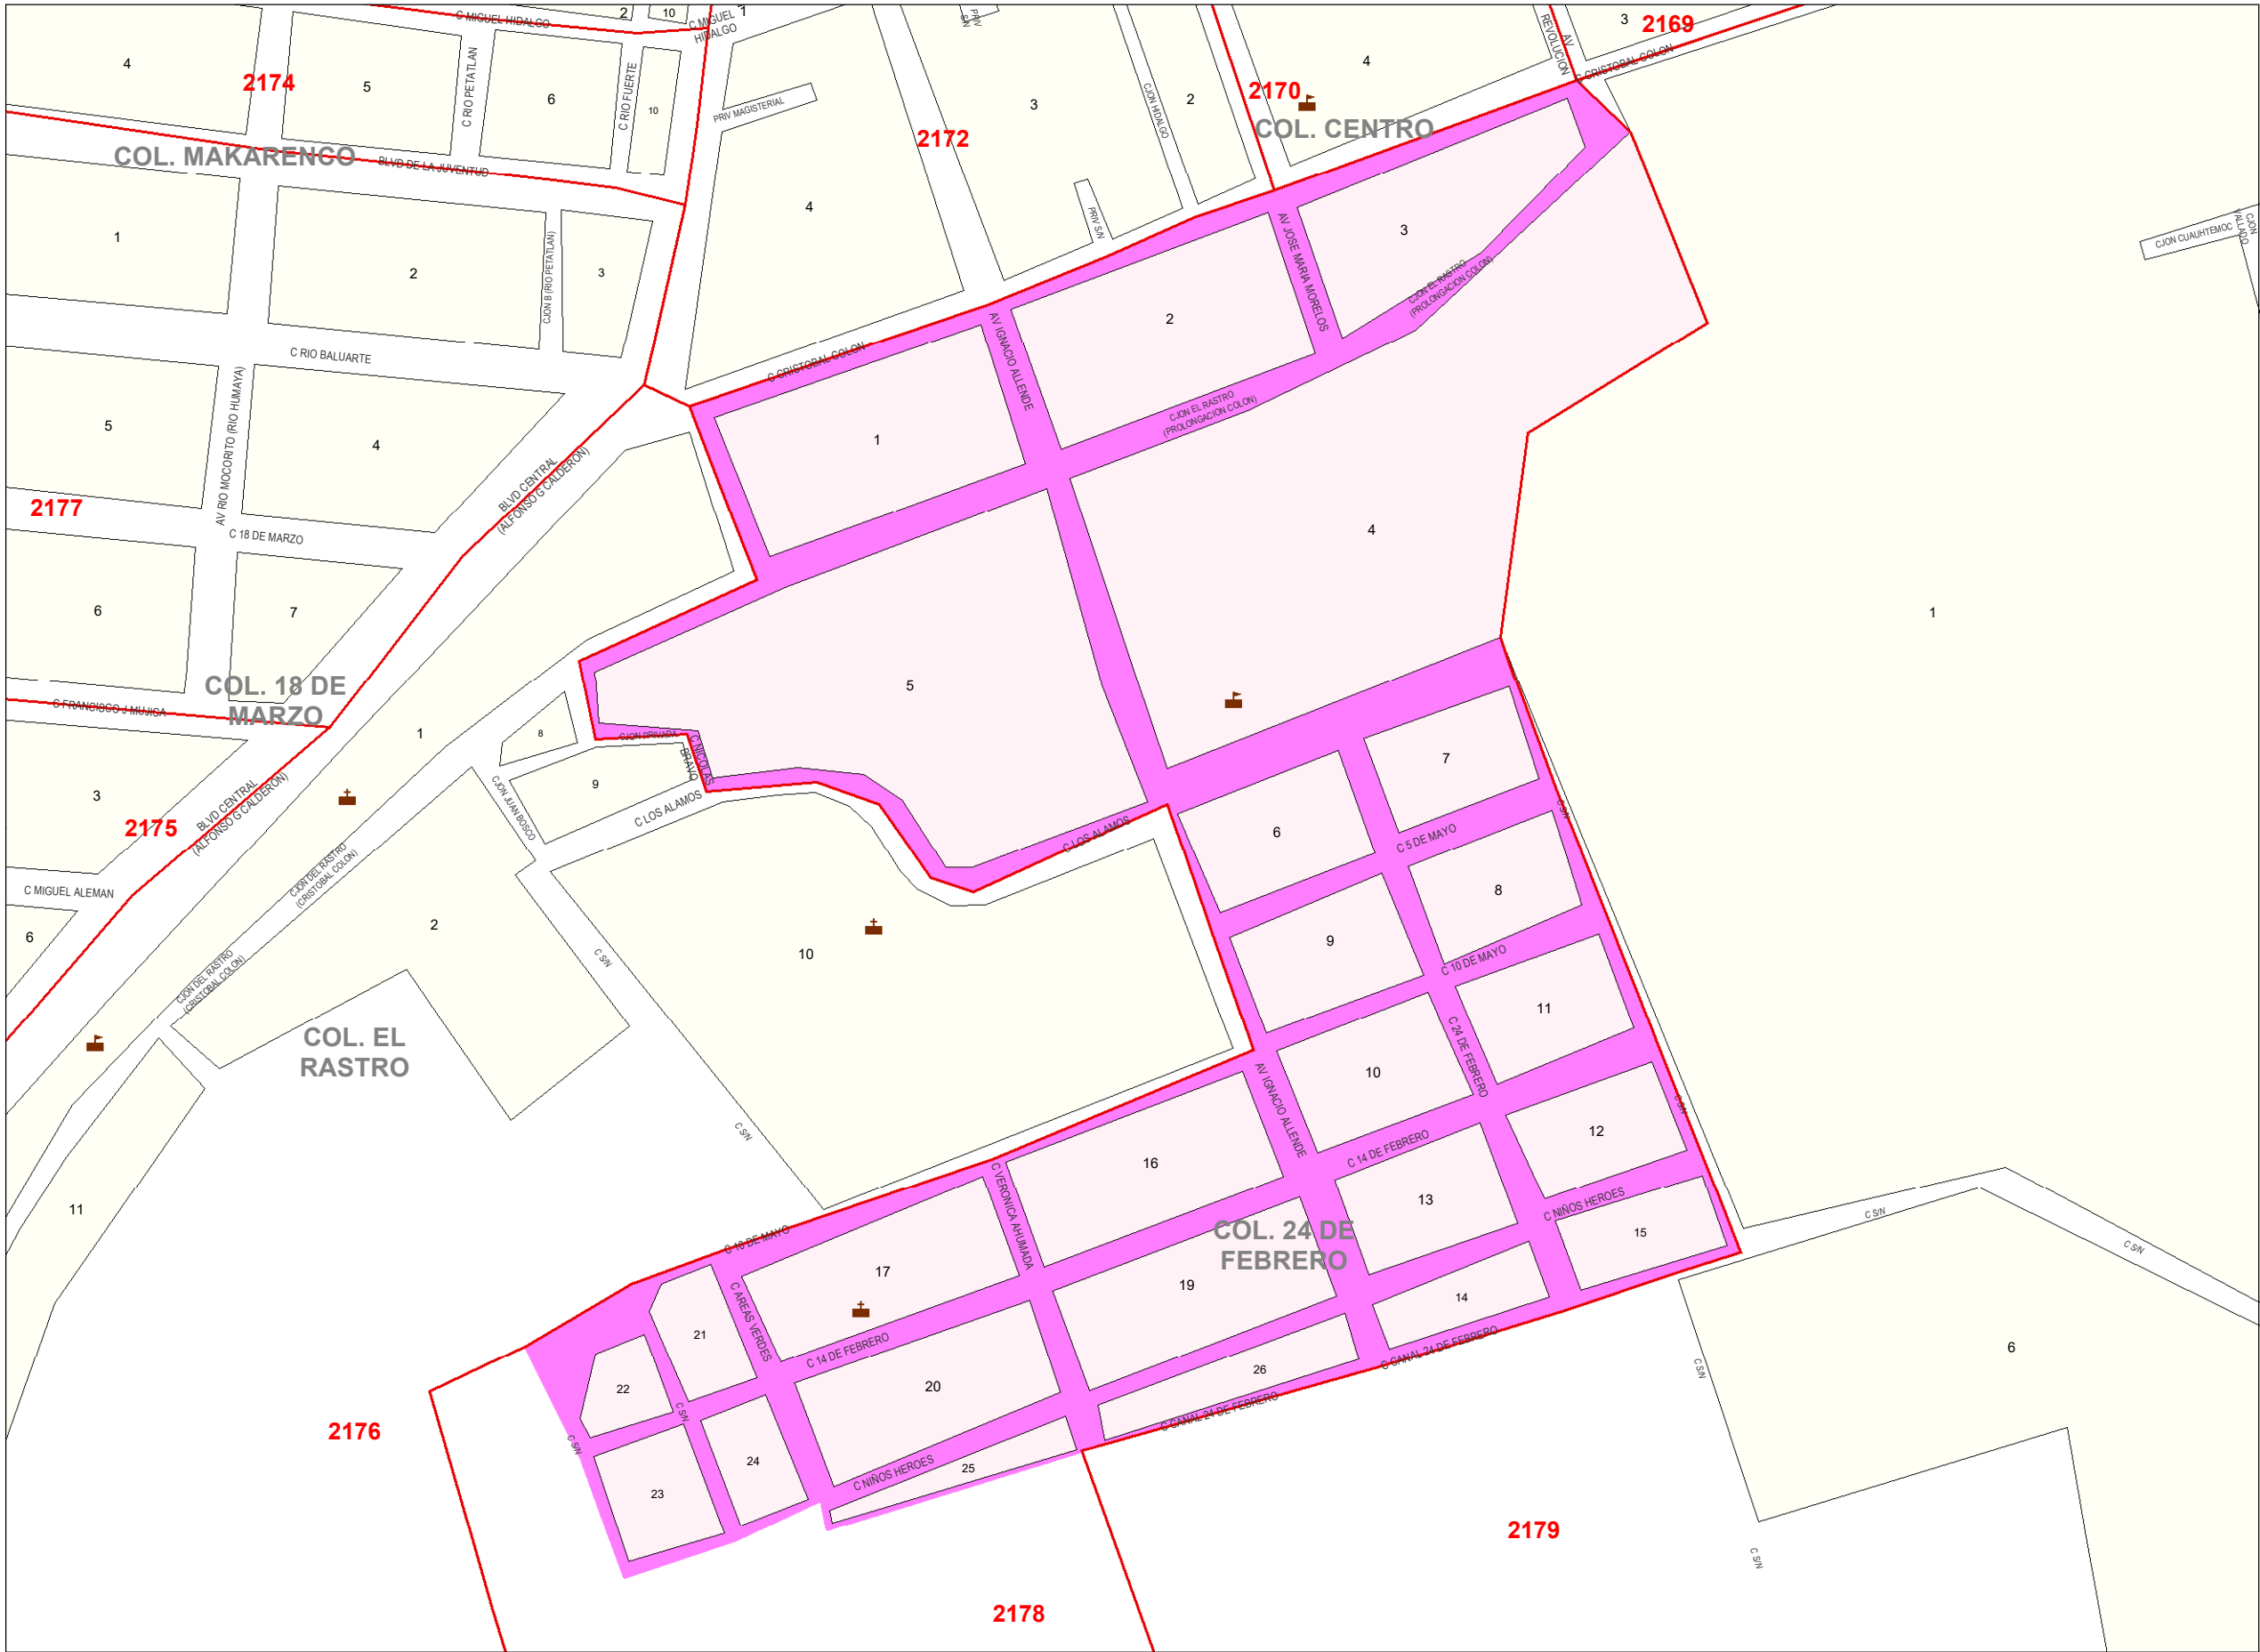 C MIGUEL HIDALGO
2
10
C MIGUEL
HIDALGO
1
PRIV
S/N
AV
REVOLUCION
3
2169
C CRISTOBAL COLON
4
2174
5
C RIO PETATLAN
6
C RIO FUERTE
10
PRIV MAGISTERIAL
2172
3
CJON HIDALGO
2
2170
4
COL. CENTRO
COL. MAKARENCO
BLVD DE LA JUVENTUD
1
2
CJON B (RIO PETATLAN)
3
4
PRIV S/N
AV JOSE MARIA MORELOS
3
CJON EL RASTRO
(PROLONGACION COLON)
CJON CUAUHTEMOC
CJON
VALLADO
C RIO BALUARTE
C CRISTOBAL COLON
AV IGNACIO ALLENDE
2
CJON EL RASTRO
(PROLONGACION COLON)
5
AV RIO MOCORITO (RIO HUMAYA)
4
1
BLVD CENTRAL
(ALFONSO G CALDERON)
2177
C 18 DE MARZO
4
6
7
1
COL. 18 DE
MARZO
C FRANCISCO J MUJICA
5
1
8
CJON PRIVADA
C NICOLAS
BRAVO
9
CJON JUAN BOSCO
C LOS ALAMOS
3
2175
BLVD CENTRAL
(ALFONSO G CALDERON)
C LOS ALAMOS
6
7
C S/N
C 5 DE MAYO
8
C MIGUEL ALEMAN
CJON DEL RASTRO
(CRISTOBAL COLON)
6
2
10
C S/N
9
C 10 DE MAYO
CJON DEL RASTRO
(CRISTOBAL COLON)
11
C 24 DE FEBRERO
COL. EL
RASTRO
10
AV IGNACIO ALLENDE
C S/N
C S/N
12
C 14 DE FEBRERO
16
C VERONICA AHUMADA
11
13
C NIÑOS HEROES
15
C S/N
C S/N
C 10 DE MAYO
COL. 24 DE
FEBRERO
17
19
14
C AREAS VERDES
21
C 14 DE FEBRERO
C CANAL 24 DE FEBRERO
26
6
C S/N
22
20
C S/N
C CANAL 24 DE FEBRERO
2176
C S/N
24
C NIÑOS HEROES
25
23
2179
C S/N
2178